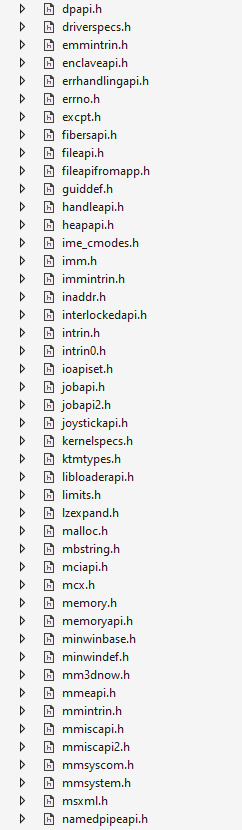 dpapi.h
driverspecs.h
emmintrin.h
enclaveapi.h
errhandlingapi.h
errno.h
excpt.h
fibersapi.h
fileapi.h
fileapifromapp.h
guiddef.h
handleapi.h
heapapi.h
ime_cmodes.h
imm.h
immintrin.h
inaddr.h
interlockedapi.h
intrin.h
intrin0.h
ioapiset.h
jobapi.h
jobapi2.h
joystickapi.h
kernelspecs.h
ktmtypes.h
libloaderapi.h
limits.h
lzexpand.h
malloc.h
mbstring.h
mciapi.h
mcx.h
memory.h
memoryapi.h
minwinbase.h
minwindef.h
mm3dnow.h
mmeapi.h
mmintrin.h
mmiscapi.h
mmiscapi2.h
mmsyscom.h
mmsystem.h
msxml.h
namedpipeapi.h